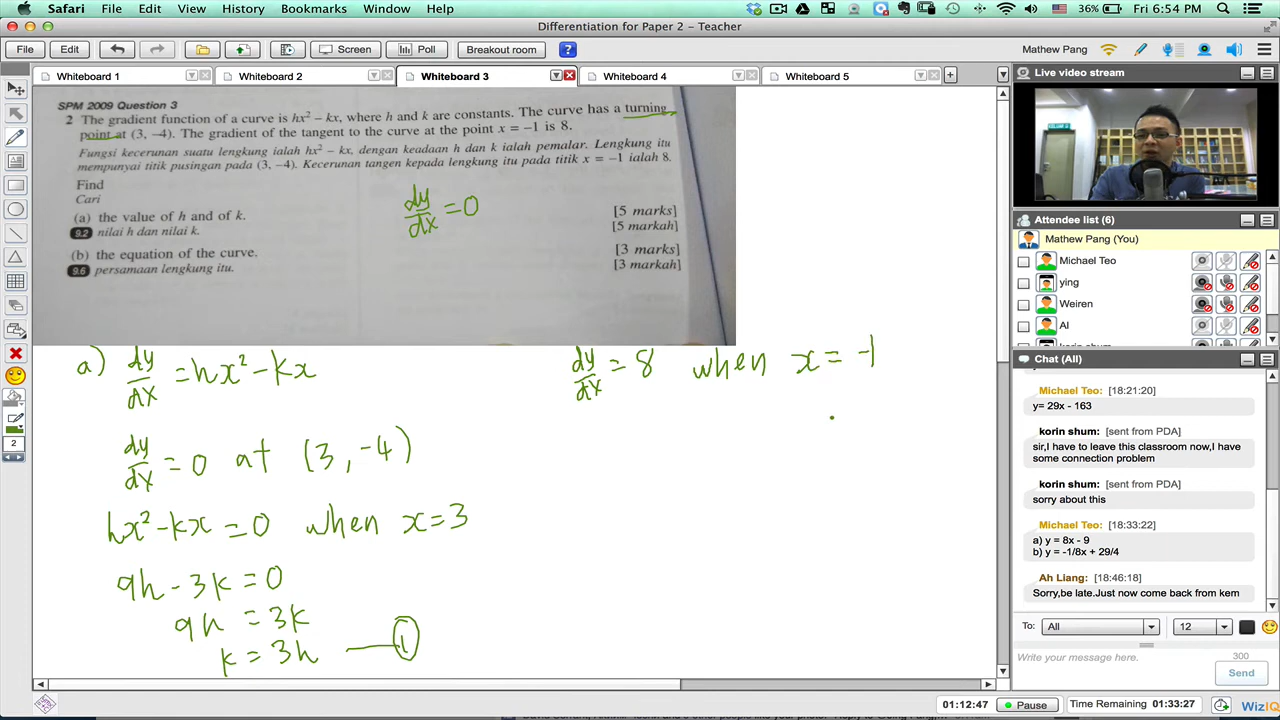 Safari File Edit View History Bookmarks Window Help 36% Fri 6:54 PM
Differentiation for Paper 2 - Teacher
File Edit Screen Poll Breakout room ? Mathew Pang
Whiteboard 1 Whiteboard 2 Whiteboard 3 Whiteboard 4 Whiteboard 5
SPM 2009 Question 3
2 The gradient function of a curve is hx² – kx, where h and k are constants. The curve has a turning
point at (3, –4). The gradient of the tangent to the curve at the point x = –1 is 8.
Fungsi kecerunan suatu lengkung ialah hx² – kx, dengan keadaan h dan k ialah pemalar. Lengkung itu
mempunyai titik pusingan pada (3, –4). Kecerunan tangen kepada lengkung itu pada titik x = –1 ialah 8.
Find
Cari
(a) the value of h and of k. [5 marks]
9.2 nilai h dan nilai k. [5 markah]
(b) the equation of the curve. [3 marks]
9.6 persamaan lengkung itu. [3 markah]
dy/dx = 0
a) dy/dx = hx² – kx
dy/dx = 0 at (3, -4)
hx² – kx = 0 when x = 3
9h - 3k = 0
9h = 3k
k = 3h — 1
dy/dx = 8 when x = -1
2
Live video stream
Attendee list (6)
Mathew Pang (You)
Michael Teo
ying
Weiren
Al
korin shum
Chat (All)
Michael Teo: [18:21:20]
y= 29x - 163
korin shum: [sent from PDA]
sir,I have to leave this classroom now,I have
some connection problem
korin shum: [sent from PDA]
sorry about this
Michael Teo: [18:33:22]
a) y = 8x - 9
b) y = -1/8x + 29/4
Ah Liang: [18:46:18]
Sorry,be late.Just now come back from kem
To: All 12
Write your message here... 300
Send
01:12:47 Pause Time Remaining 01:33:27 WizIQ